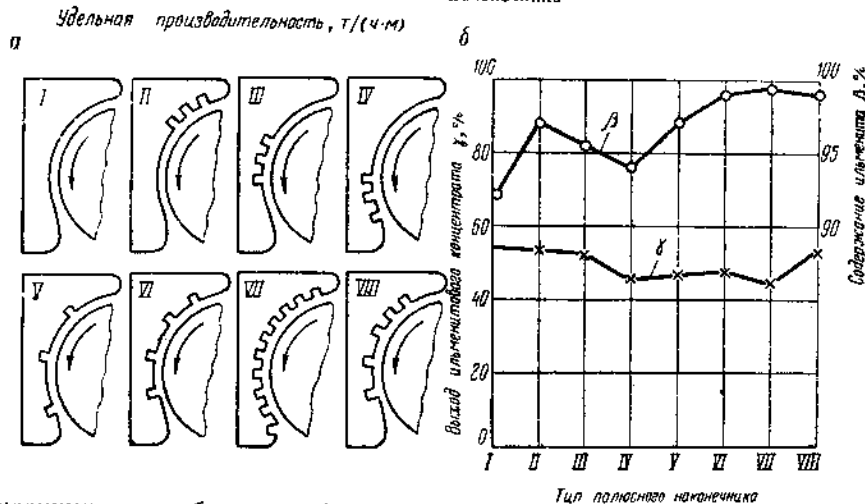 Удельная производительность, т/(ч·м)
а
I
II
III
IV
V
VI
VII
VIII
б
Выход ильменитового концентрата γ, %
100
80
60
40
20
0
β
γ
100
95
90
Содержание ильменита β, %
I II III IV V VI VII VIII
Тип полюсного наконечника